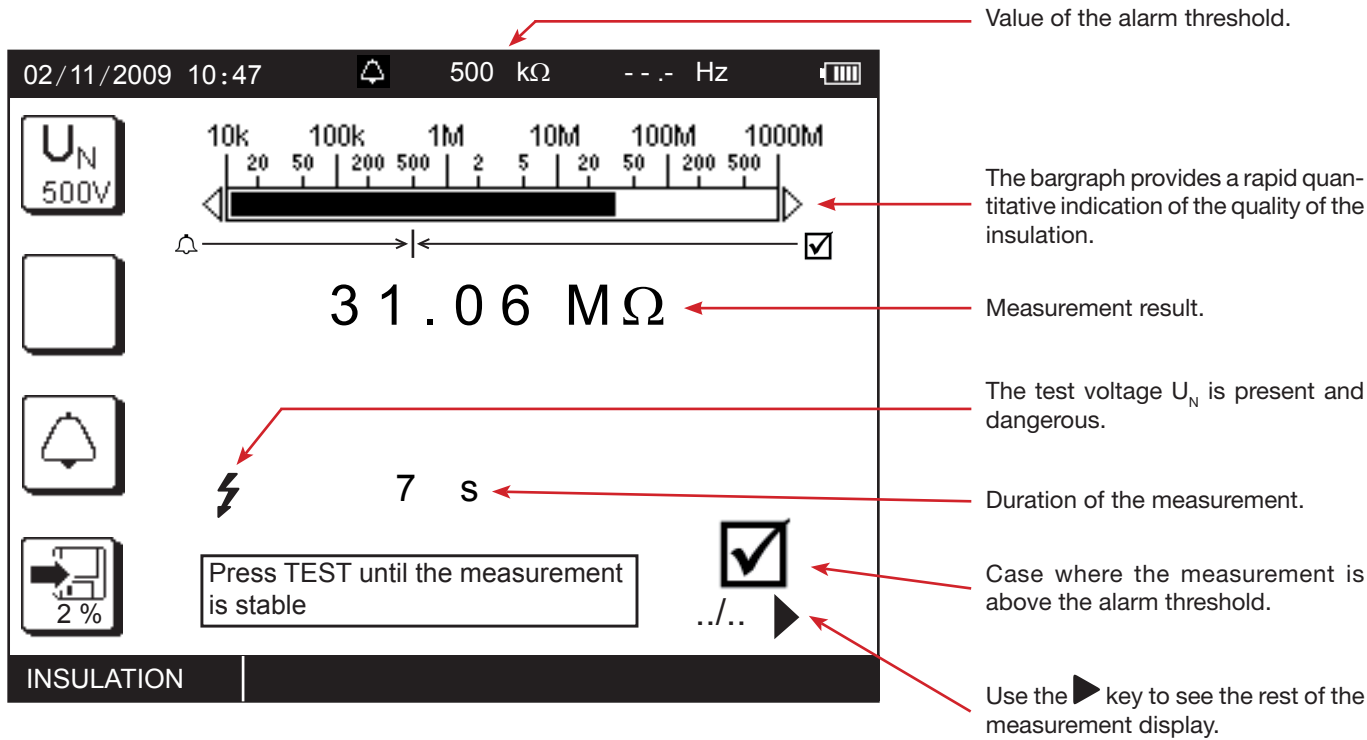 Value of the alarm threshold.
02/11/2009 10:47 500 kΩ - - .- Hz
UN
500V
10k 100k 1M 10M 100M 1000M
20 50 200 500 2 5 20 50 200 500
The bargraph provides a rapid quan-
titative indication of the quality of the
insulation.
31.06 MΩ
Measurement result.
The test voltage UN is present and
dangerous.
7 s
Duration of the measurement.
2 %
Press TEST until the measurement
is stable
../..
Case where the measurement is
above the alarm threshold.
INSULATION
Use the ▶ key to see the rest of the
measurement display.